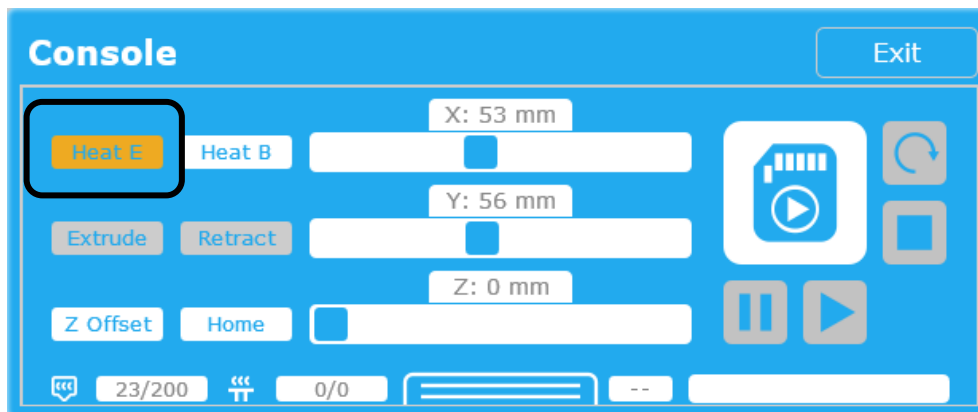 Console
Exit
X: 53 mm
Heat E
Heat B
Y: 56 mm
Extrude
Retract
Z: 0 mm
Z Offset
Home
23/200
0/0
--